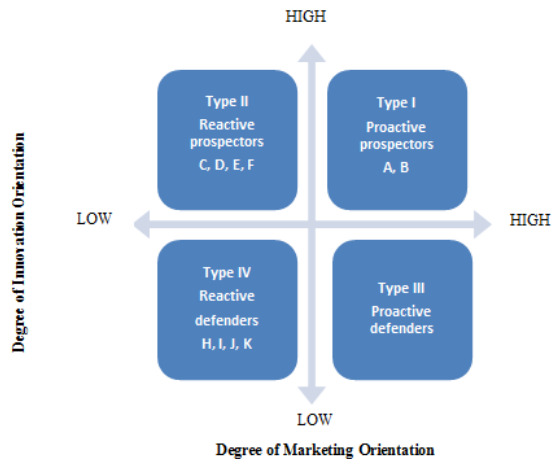 HIGH
Type II
Reactive
prospectors
C, D, E, F
Type I
Proactive
prospectors
A, B
Degree of Innovation Orientation
LOW
HIGH
Type IV
Reactive
defenders
H, I, J, K
Type III
Proactive
defenders
LOW
Degree of Marketing Orientation